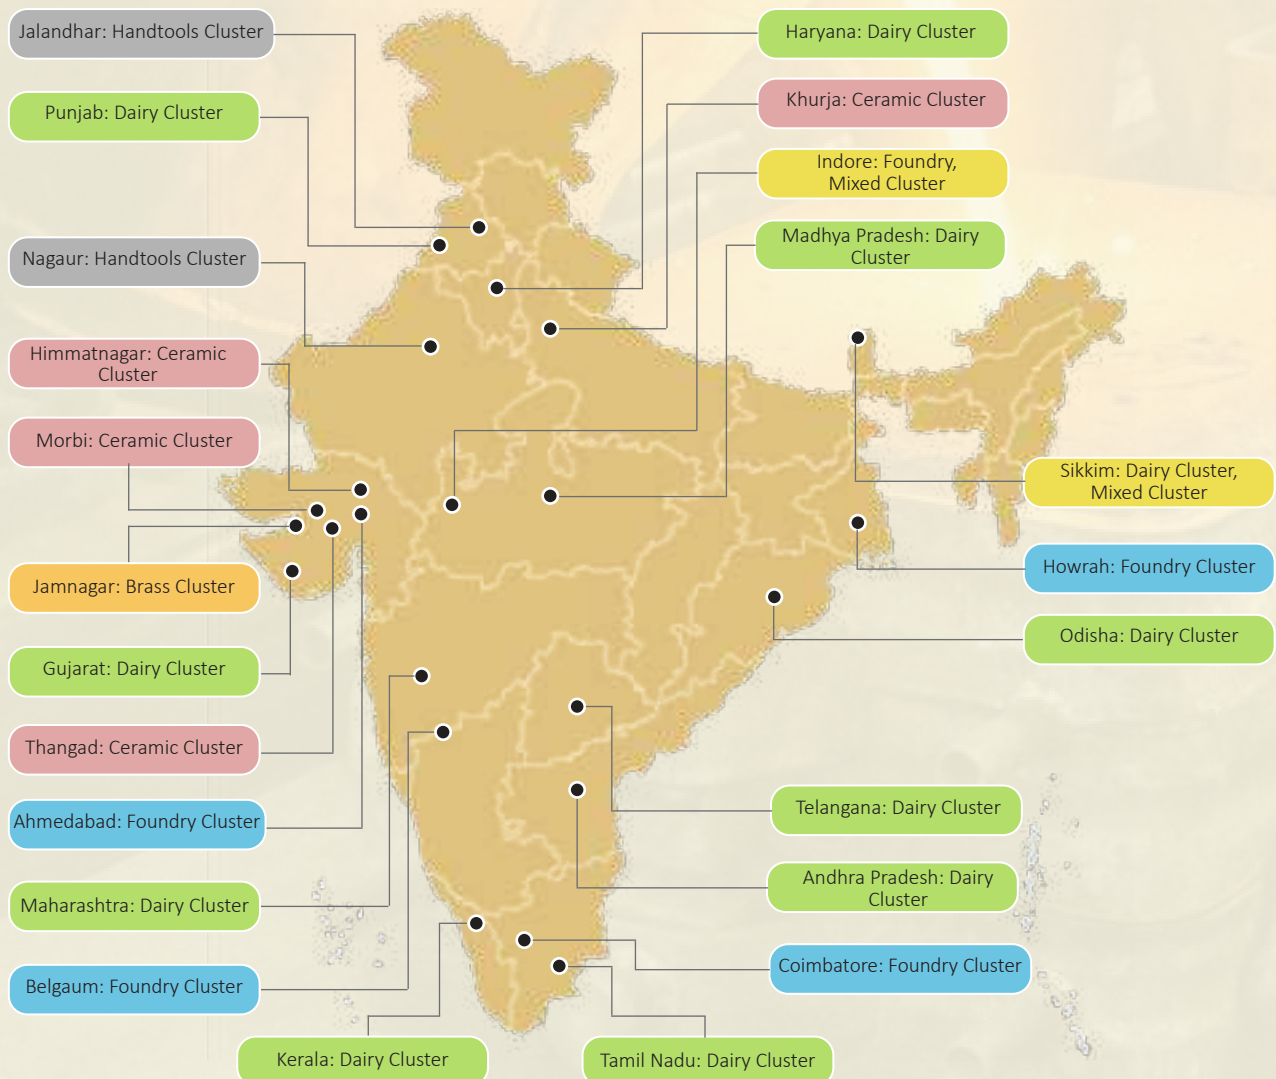 Jalandhar: Handtools Cluster
Punjab: Dairy Cluster
Nagaur: Handtools Cluster
Himmatnagar: Ceramic
Cluster
Morbi: Ceramic Cluster
Jamnagar: Brass Cluster
Gujarat: Dairy Cluster
Thangad: Ceramic Cluster
Ahmedabad: Foundry Cluster
Maharashtra: Dairy Cluster
Belgaum: Foundry Cluster
Kerala: Dairy Cluster
Tamil Nadu: Dairy Cluster
Haryana: Dairy Cluster
Khurja: Ceramic Cluster
Indore: Foundry,
Mixed Cluster
Madhya Pradesh: Dairy
Cluster
Sikkim: Dairy Cluster,
Mixed Cluster
Howrah: Foundry Cluster
Odisha: Dairy Cluster
Telangana: Dairy Cluster
Andhra Pradesh: Dairy
Cluster
Coimbatore: Foundry Cluster